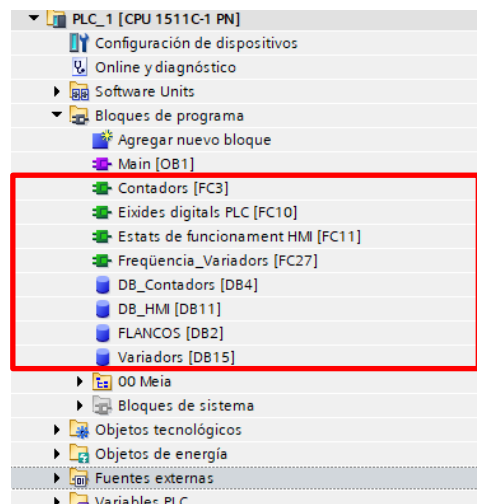 PLC_1 [CPU 1511C-1 PN]
Configuración de dispositivos
Online y diagnóstico
Software Units
Bloques de programa
Agregar nuevo bloque
Main [OB1]
Contadors [FC3]
Eixides digitals PLC [FC10]
Estats de funcionament HMI [FC11]
Freqüencia_Variadors [FC27]
DB_Contadors [DB4]
DB_HMI [DB11]
FLANCOS [DB2]
Variadors [DB15]
00 Meia
Bloques de sistema
Objetos tecnológicos
Objetos de energía
Fuentes externas
Variables PLC